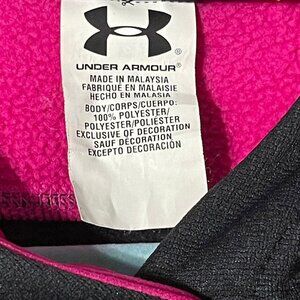 UNDER ARMOUR®
MADE IN MALAYSIA
FABRIQUÉ EN MALAISIE
HECHO EN MALASIA
BODY/CORPS/CUERPO:
100% POLYESTER/
POLYESTER/POLIÉSTER
EXCLUSIVE OF DECORATION
SAUF DÉCORATION
EXCEPTO DECORACIÓN